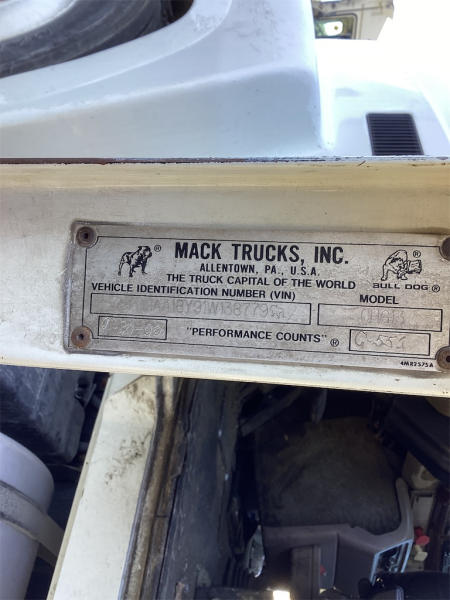 MACK TRUCKS, INC.
ALLENTOWN, PA., U.S.A.
THE TRUCK CAPITAL OF THE WORLD
BULL DOG ®
VEHICLE IDENTIFICATION NUMBER (VIN) MODEL
"PERFORMANCE COUNTS"®
4MR2575A